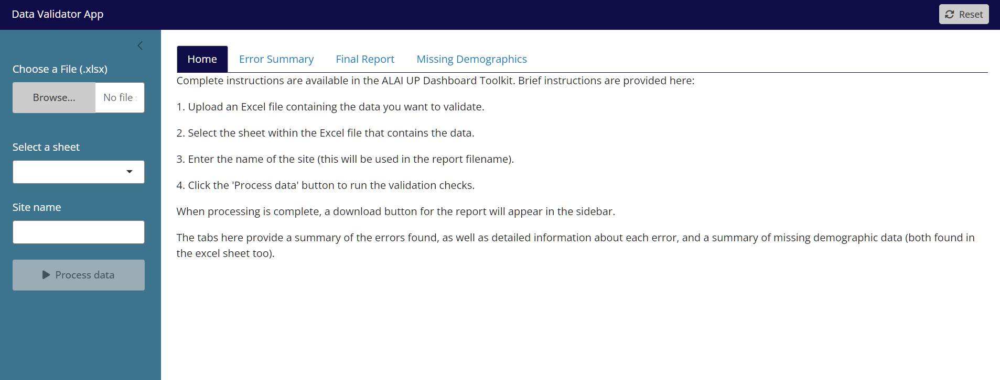 Data Validator App
Reset
Choose a File (.xlsx)
Browse...
No file
Select a sheet
Site name
Process data
Home
Error Summary
Final Report
Missing Demographics
Complete instructions are available in the ALAI UP Dashboard Toolkit. Brief instructions are provided here:
1. Upload an Excel file containing the data you want to validate.
2. Select the sheet within the Excel file that contains the data.
3. Enter the name of the site (this will be used in the report filename).
4. Click the 'Process data' button to run the validation checks.
When processing is complete, a download button for the report will appear in the sidebar.
The tabs here provide a summary of the errors found, as well as detailed information about each error, and a summary of missing demographic data (both found in
the excel sheet too).